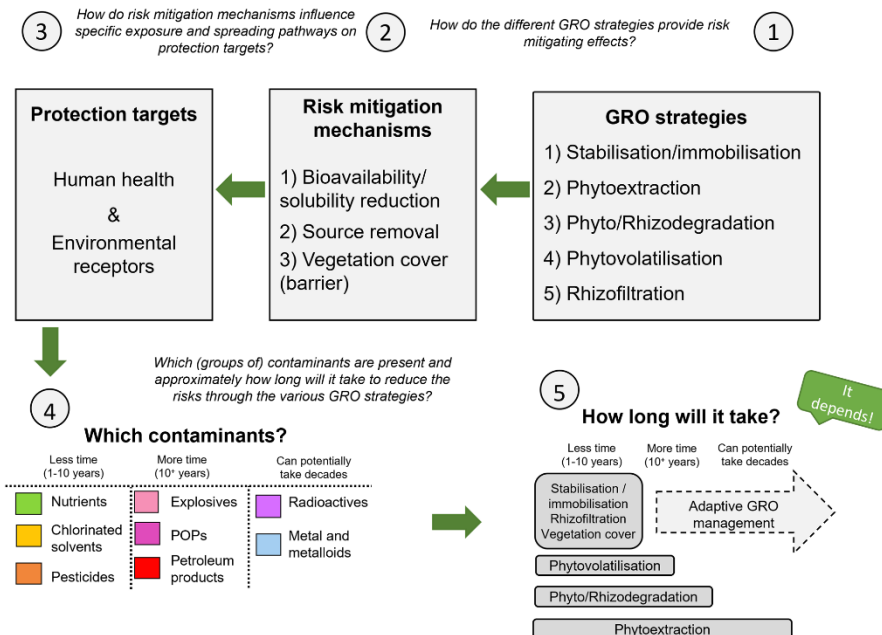 3
How do risk mitigation mechanisms influence
specific exposure and spreading pathways on
protection targets?
2
How do the different GRO strategies provide risk
mitigating effects?
1
Protection targets
Human health
&
Environmental
receptors
Risk mitigation
mechanisms
1) Bioavailability/
solubility reduction
2) Source removal
3) Vegetation cover
(barrier)
GRO strategies
1) Stabilisation/immobilisation
2) Phytoextraction
3) Phyto/Rhizodegradation
4) Phytovolatilisation
5) Rhizofiltration
Which (groups of) contaminants are present and
approximately how long will it take to reduce the
risks through the various GRO strategies?
4
Which contaminants?
Less time
(1-10 years)
More time
(10⁺ years)
Can potentially
take decades
Nutrients
Chlorinated
solvents
Pesticides
Explosives
POPs
Petroleum
products
Radioactives
Metal and
metalloids
5
It
depends!
How long will it take?
Less time
(1-10 years)
More time
(10⁺ years)
Can potentially
take decades
Stabilisation /
immobilisation
Rhizofiltration
Vegetation cover
Adaptive GRO
management
Phytovolatilisation
Phyto/Rhizodegradation
Phytoextraction